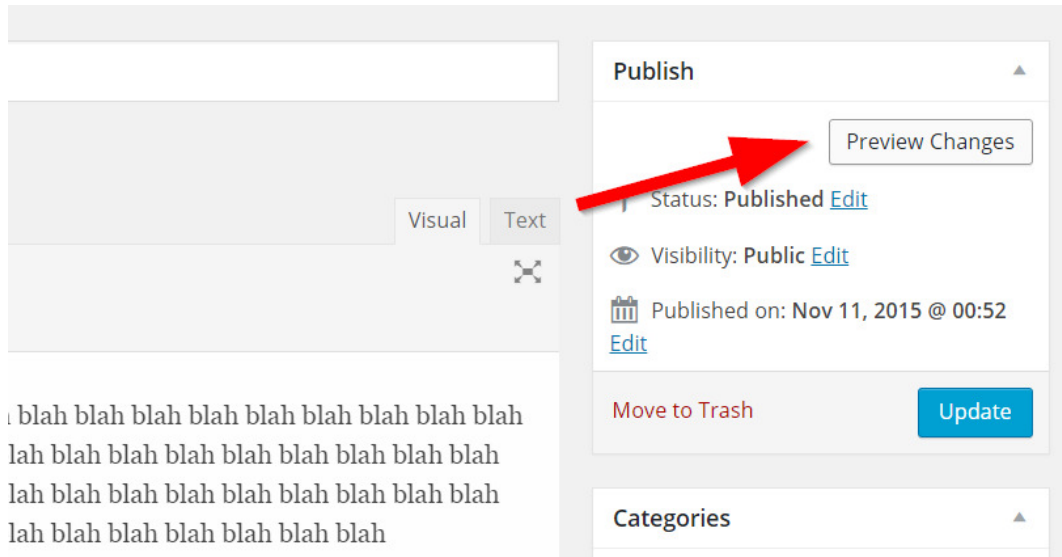 Publish
Preview Changes
Status: Published Edit
Visual Text
Visibility: Public Edit
Published on: Nov 11, 2015 @ 00:52
Edit
Move to Trash
Update
blah blah blah blah blah blah blah blah blah
lah blah blah blah blah blah blah blah blah
lah blah blah blah blah blah blah blah blah
lah blah blah blah blah blah blah
Categories